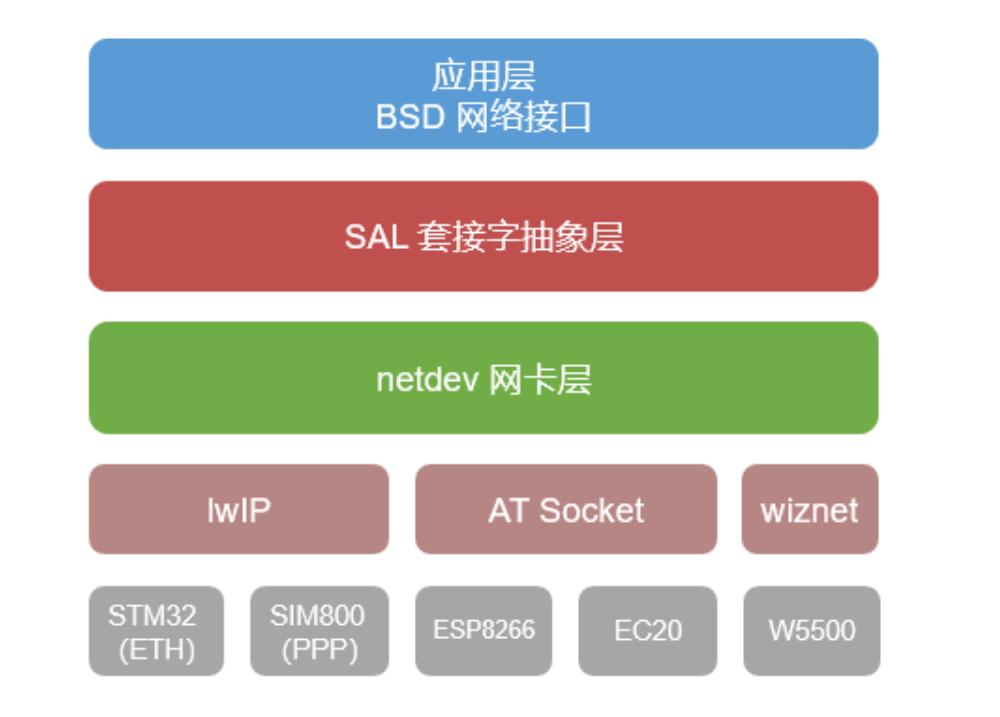 应用层
BSD 网络接口
SAL 套接字抽象层
netdev 网卡层
lwIP
AT Socket
wiznet
STM32
(ETH)
SIM800
(PPP)
ESP8266
EC20
W5500